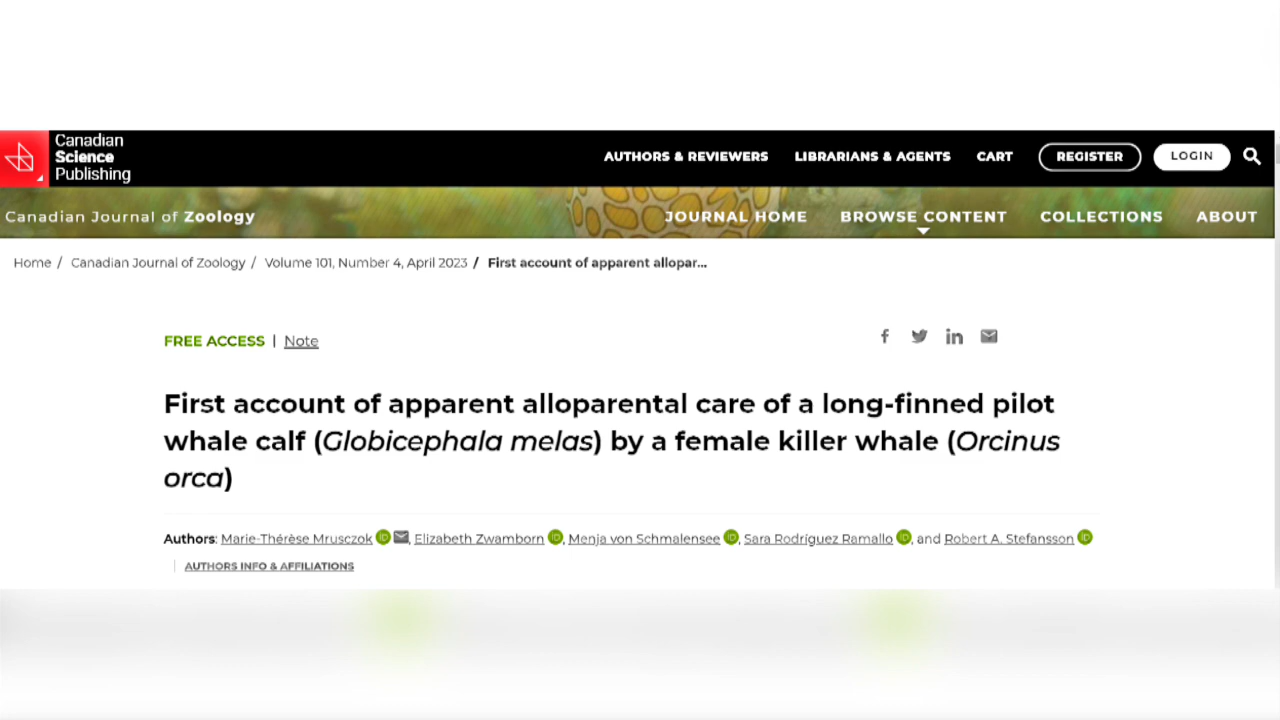 Canadian
Science
Publishing
AUTHORS & REVIEWERS LIBRARIANS & AGENTS CART REGISTER LOGIN
Canadian Journal of Zoology JOURNAL HOME BROWSE CONTENT COLLECTIONS ABOUT
Home / Canadian Journal of Zoology / Volume 101, Number 4, April 2023 / First account of apparent allopar...
FREE ACCESS | Note
First account of apparent alloparental care of a long-finned pilot
whale calf (Globicephala melas) by a female killer whale (Orcinus
orca)
Authors: Marie-Thérèse Mrusczok, Elizabeth Zwamborn, Menja von Schmalensee, Sara Rodríguez Ramallo, and Robert A. Stefansson
AUTHORS INFO & AFFILIATIONS